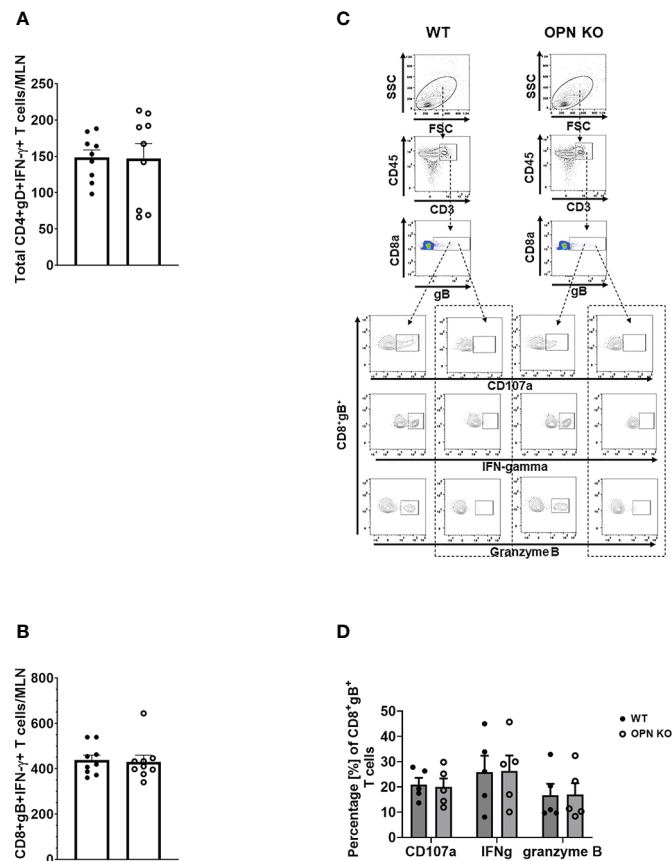 A
Total CD4+gD+IFN-γ+ T cells/MLN
250
200
150
100
50
0
C
WT
OPN KO
SSC
FSC
SSC
FSC
CD45
CD3
CD45
CD3
CD8a
gB
CD8a
gB
CD8⁺gB⁺
CD107a
IFN-gamma
Granzyme B
B
CD8+gB+IFN-γ+ T cells/MLN
800
600
400
200
0
D
Percentage [%] of CD8⁺gB⁺
T cells
50
40
30
20
10
0
CD107a
IFNg
granzyme B
WT
OPN KO